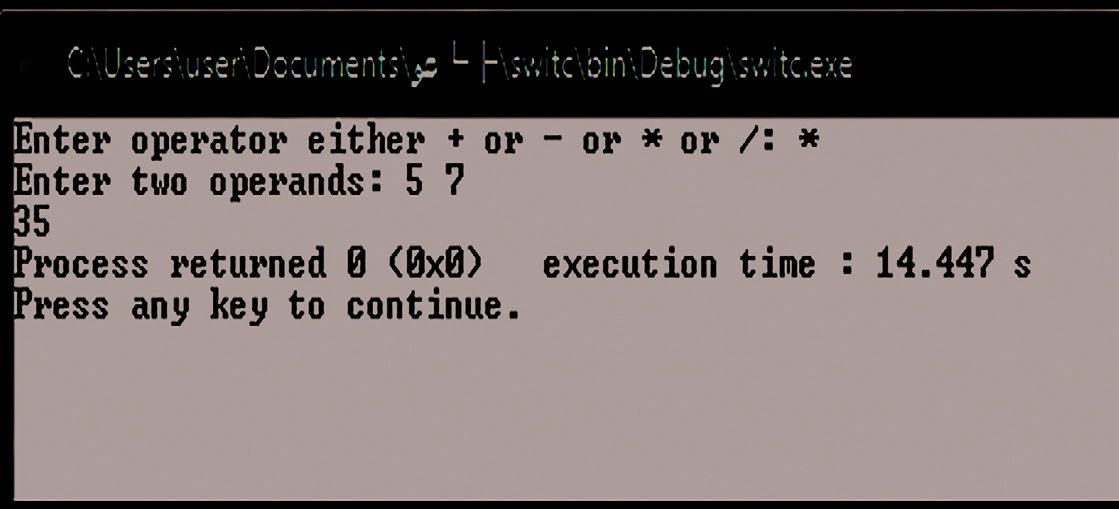 C:\Users\user\Documents\صو └ ├\switc\bin\Debug\switc.exe
Enter operator either + or - or * or /: *
Enter two operands: 5 7
35
Process returned 0 (0x0)   execution time : 14.447 s
Press any key to continue.